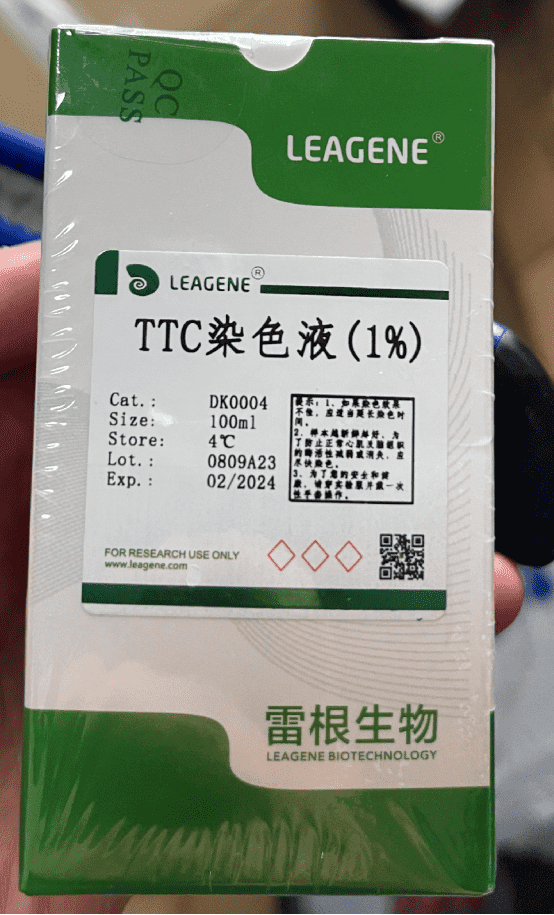 QC
PASS
LEAGENE®
LEAGENE®
TTC染色液(1%)
Cat.: DK0004
Size: 100ml
Store: 4℃
Lot.: 0809A23
Exp.: 02/2024
提示：1、如果染色效果
不佳，应适当延长染色时
间。
2、样本越新鲜越好，为
了防止正常心肌及脑组织
的酶活性减弱或消失，应
尽快染色。
3、为了您的安全和健
康，请穿实验服并戴一次
性手套操作。
FOR RESEARCH USE ONLY
www.leagene.com
雷根生物
LEAGENE BIOTECHNOLOGY